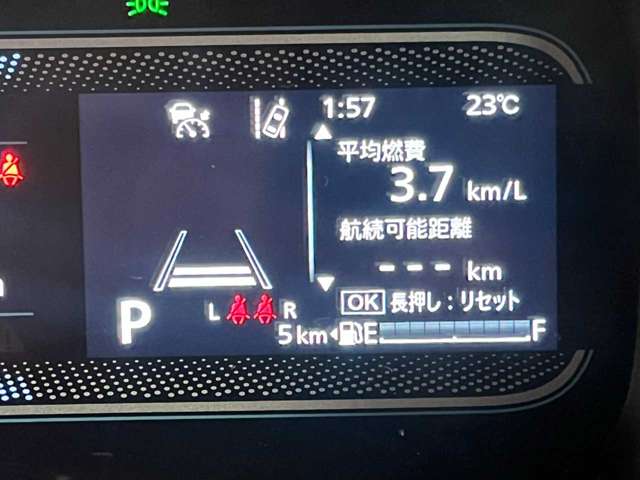 1:57 23℃
平均燃費
3.7 km/L
航続可能距離
--- km
OK 長押し:リセット
P L R
5km E F